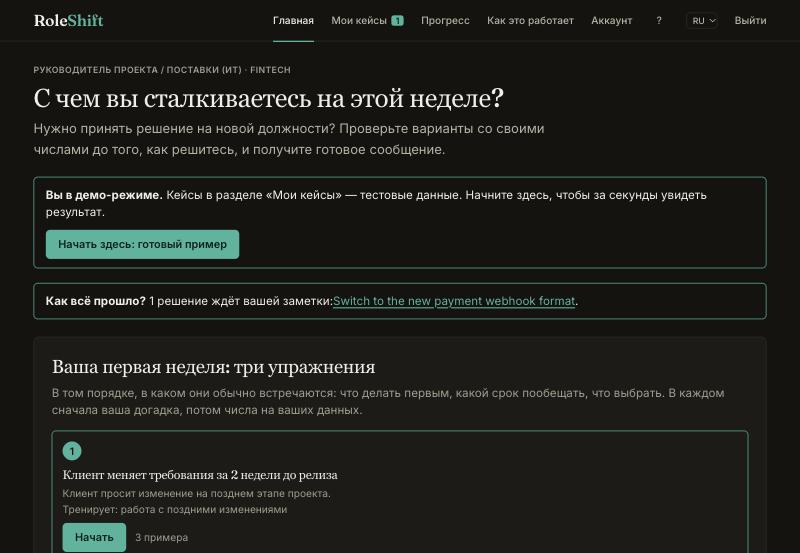 RoleShift
Главная Мои кейсы 1 Прогресс Как это работает Аккаунт ? RU Выйти
РУКОВОДИТЕЛЬ ПРОЕКТА / ПОСТАВКИ (ИТ) · FINTECH
С чем вы сталкиваетесь на этой неделе?
Нужно принять решение на новой должности? Проверьте варианты со своими
числами до того, как решитесь, и получите готовое сообщение.
Вы в демо-режиме. Кейсы в разделе «Мои кейсы» — тестовые данные. Начните здесь, чтобы за секунды увидеть
результат.
Начать здесь: готовый пример
Как всё прошло? 1 решение ждёт вашей заметки:Switch to the new payment webhook format.
Ваша первая неделя: три упражнения
В том порядке, в каком они обычно встречаются: что делать первым, какой срок пообещать, что выбрать. В каждом
сначала ваша догадка, потом числа на ваших данных.
1
Клиент меняет требования за 2 недели до релиза
Клиент просит изменение на позднем этапе проекта.
Тренирует: работа с поздними изменениями
Начать 3 примера